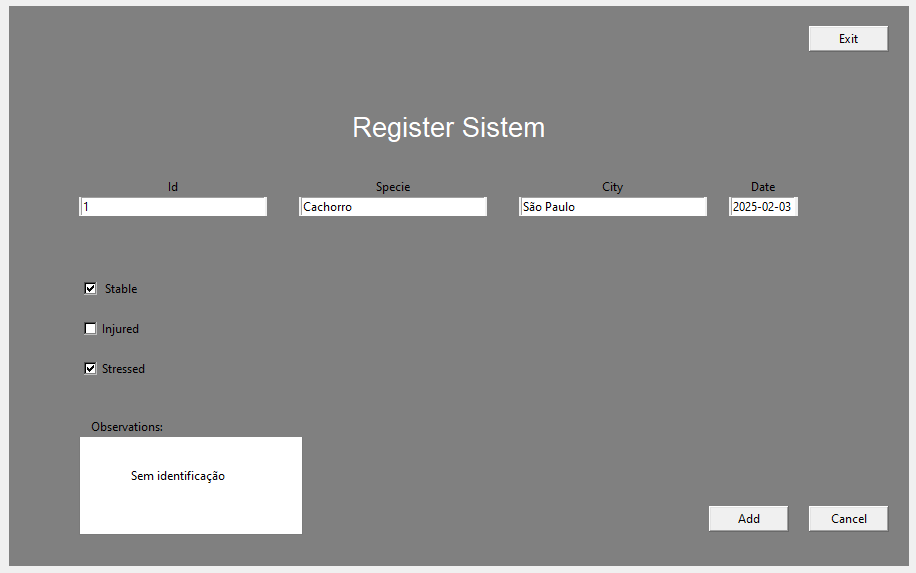 Exit
Register Sistem
Id Specie City Date
1 Cachorro São Paulo 2025-02-03
Stable
Injured
Stressed
Observations:
Sem identificação
Add Cancel